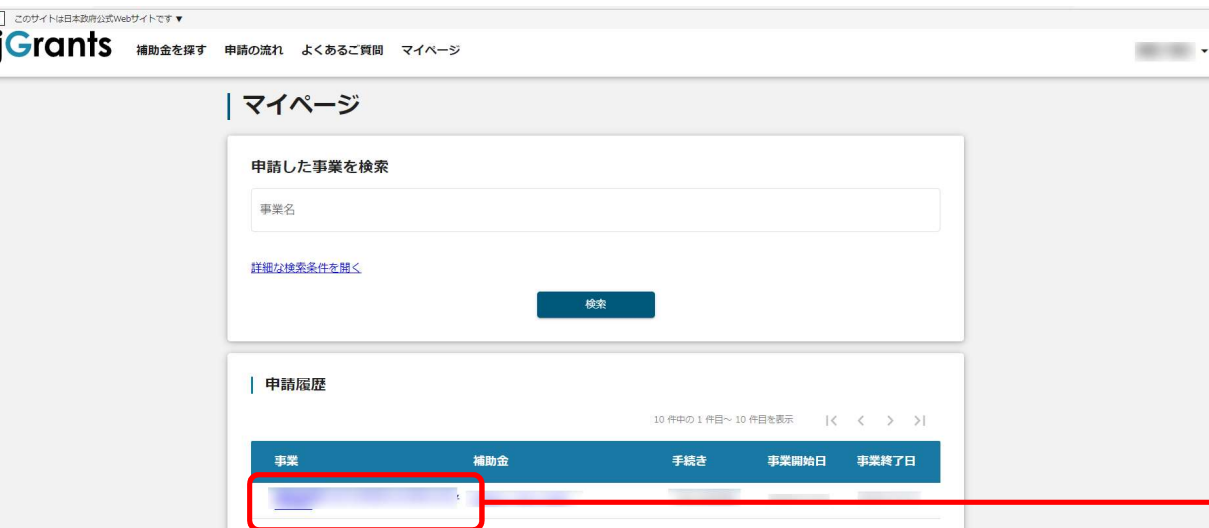 このサイトは日本政府公式Webサイトです ▼
jGrants 補助金を探す 申請の流れ よくあるご質問 マイページ
マイページ
申請した事業を検索
事業名
詳細な検索条件を開く
検索
申請履歴
10 件中の 1 件目～ 10 件目を表示 |< < > >|
事業 補助金 手続き 事業開始日 事業終了日